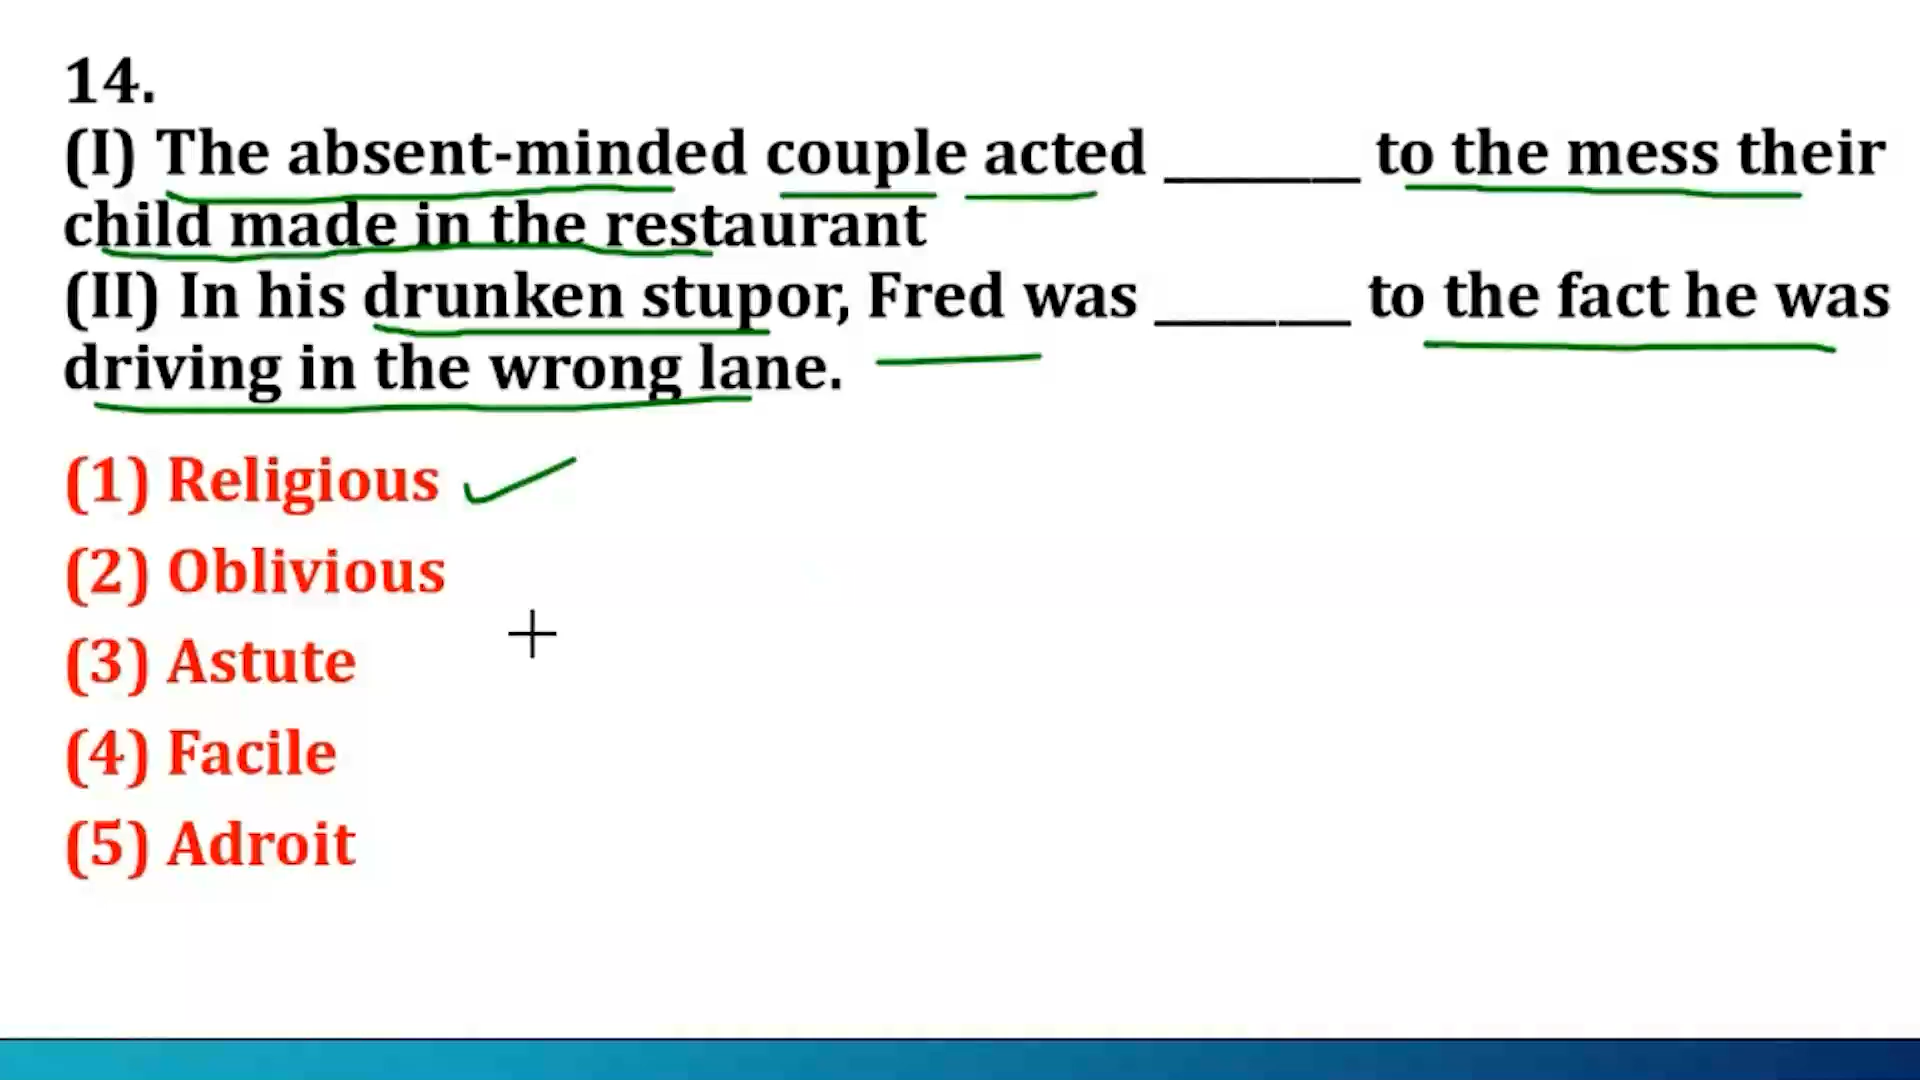 14.
(I) The absent-minded couple acted ______ to the mess their
child made in the restaurant
(II) In his drunken stupor, Fred was ______ to the fact he was
driving in the wrong lane.
(1) Religious
(2) Oblivious
(3) Astute
(4) Facile
(5) Adroit